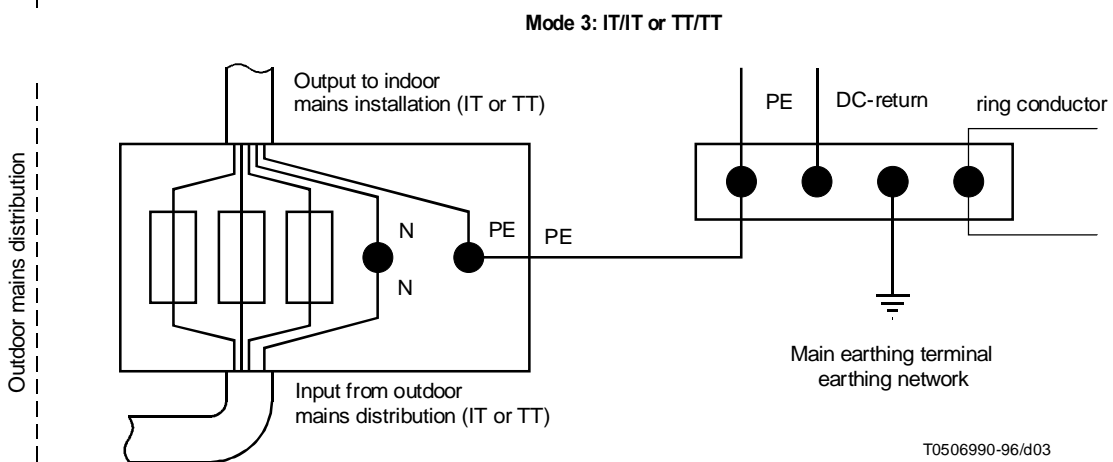 Mode 3: IT/IT or TT/TT
Output to indoor
mains installation (IT or TT)
PE
DC-return
ring conductor
Outdoor mains distribution
N
PE
PE
N
Main earthing terminal
earthing network
Input from outdoor
mains distribution (IT or TT)
T0506990-96/d03